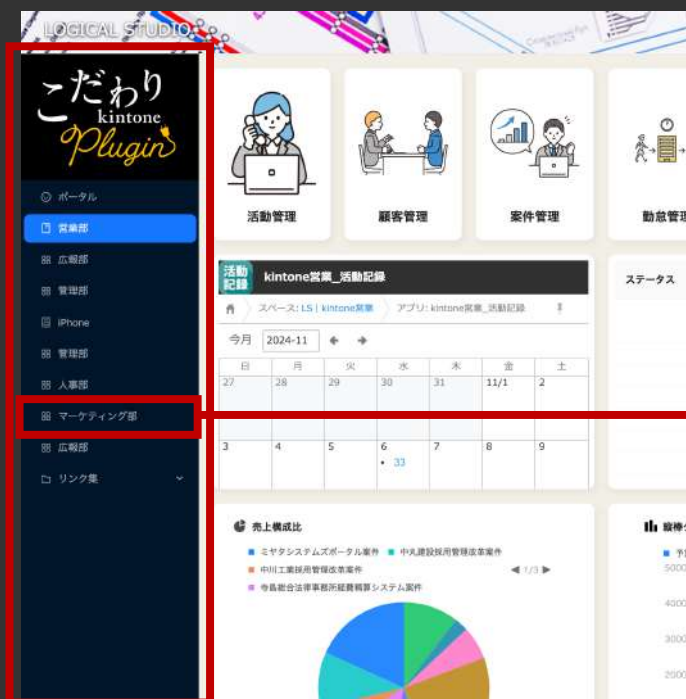 LOGICAL STUDIO
こだわり
kintone
Plugin
ポータル
営業部
広報部
管理部
iPhone
管理部
人事部
マーケティング部
広報部
リンク集
活動管理
顧客管理
案件管理
勤怠管理
活動
記録
kintone営業_活動記録
スペース: LS | kintone営業
アプリ: kintone営業_活動記録
今月 2024-11
日 月 火 水 木 金 土
27 28 29 30 31 11/1 2
3 4 5 6 7 8 9
• 33
ステータス
売上構成比
ミヤタシステムズポータル案件 中丸建設採用管理改革案件
中川工業採用管理改革案件
1/3
寺島総合法律事務所経費精算システム案件
縦棒
予
5000
4000
3000
2000